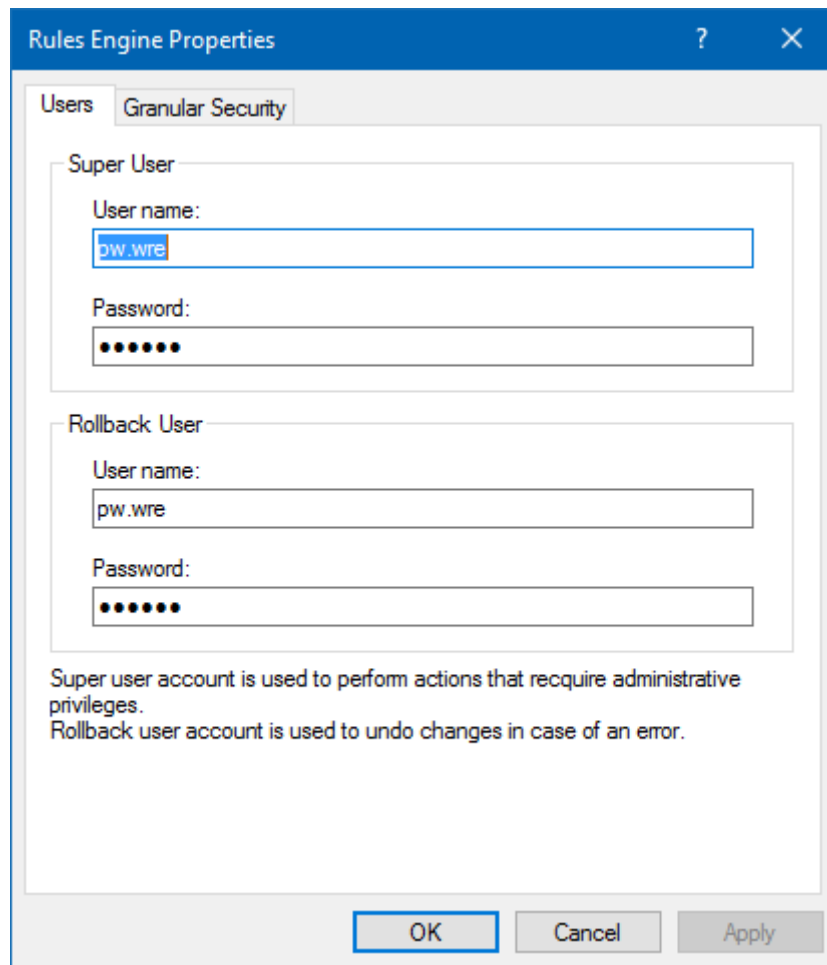 Rules Engine Properties
?
Users
Granular Security
Super User
User name:
pw.wre
Password:
••••••
Rollback User
User name:
pw.wre
Password:
••••••
Super user account is used to perform actions that recquire administrative
privileges.
Rollback user account is used to undo changes in case of an error.
OK
Cancel
Apply